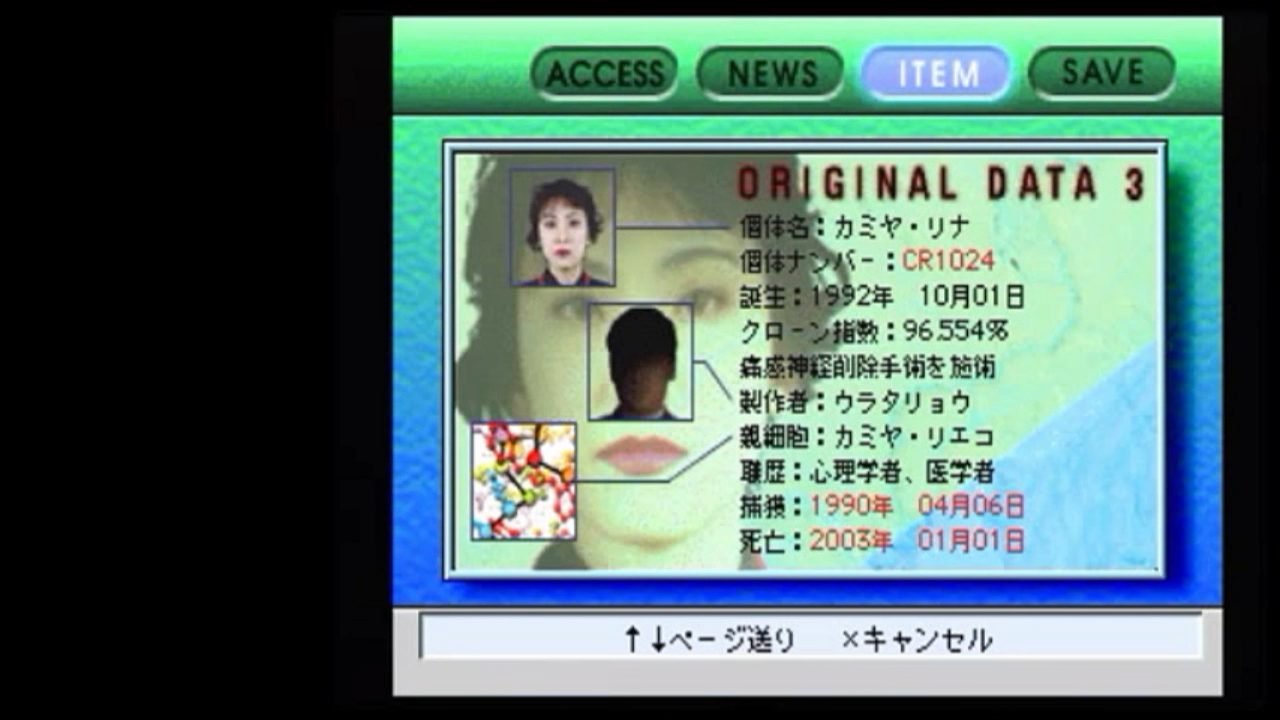 ACCESS NEWS ITEM SAVE
ORIGINAL DATA 3
個体名：カミヤ・リナ
個体ナンバー：CR1024
誕生：1992年 10月01日
クローン指数：96.554%
痛感神経削除手術を施術
製作者：ウラタリョウ
親細胞：カミヤ・リエコ
職歴：心理学者、医学者
捕獲：1990年 04月06日
死亡：2003年 01月01日
↑↓ページ送り ×キャンセル